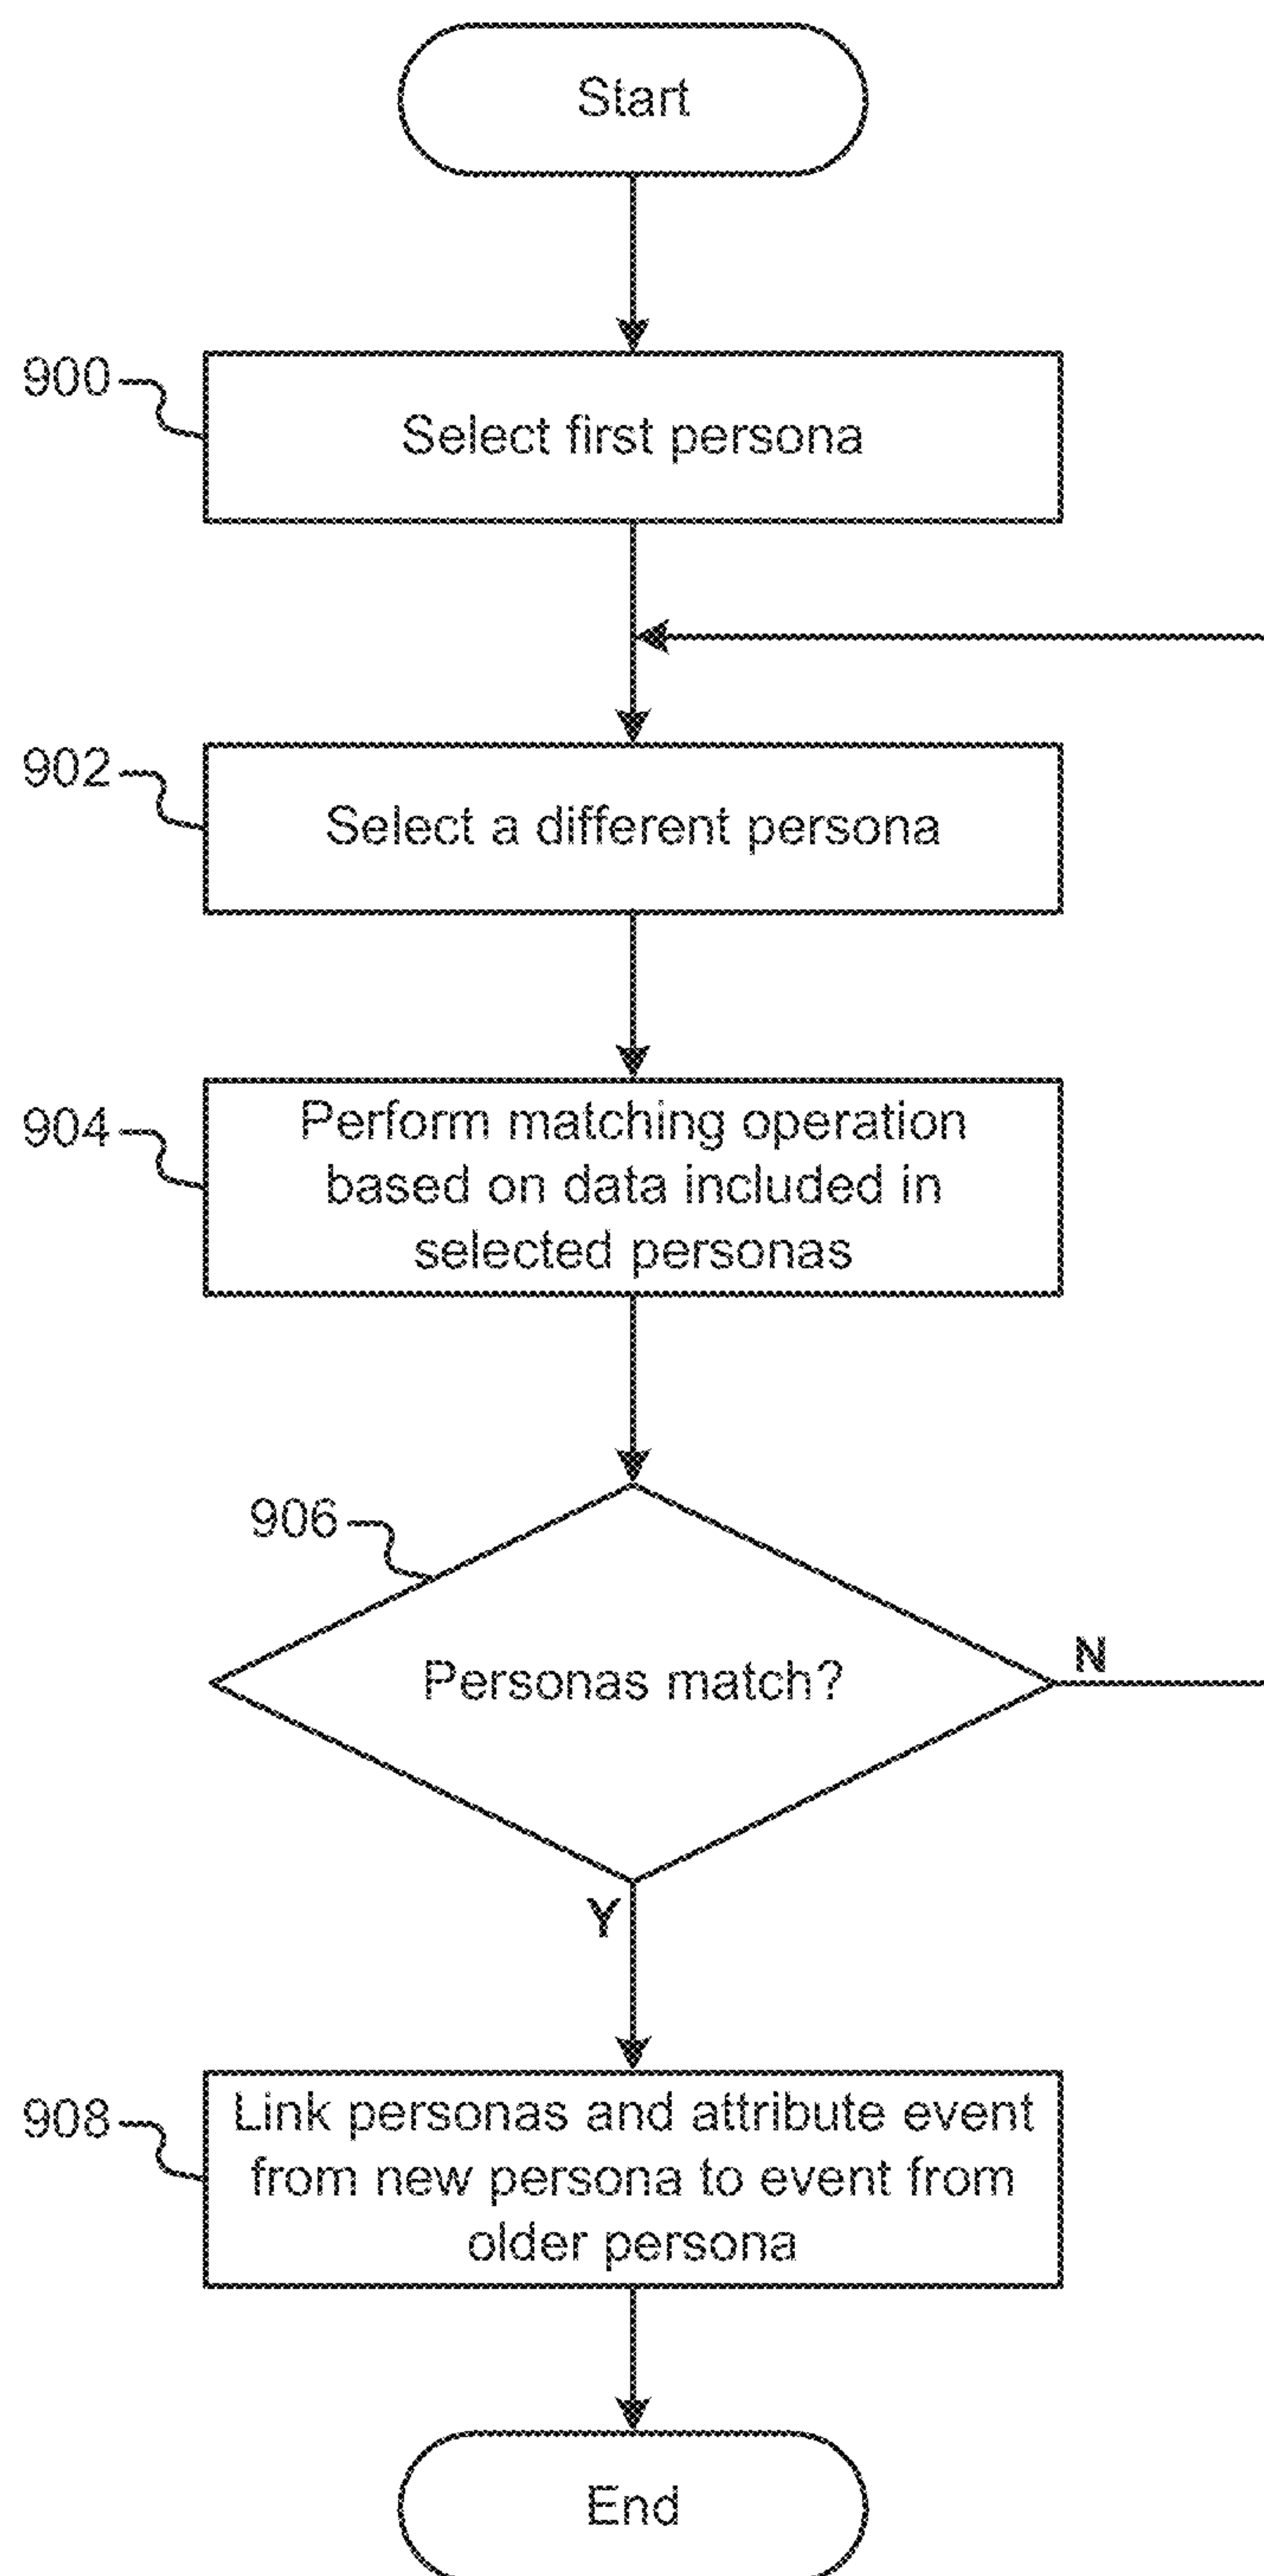 Start
900
Select first persona
902
Select a different persona
904
Perform matching operation
based on data included in
selected personas
906
Personas match?
N
Y
908
Link personas and attribute event
from new persona to event from
older persona
End